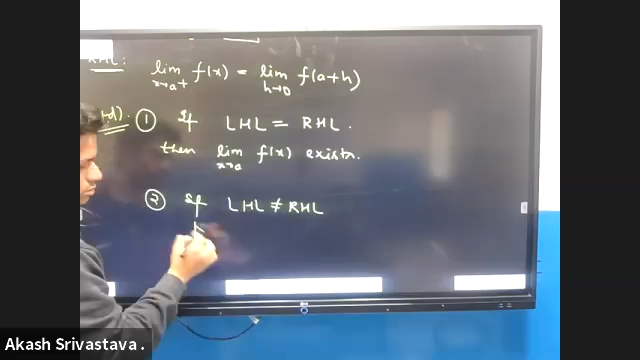 RHL: lim x→a+ f(x) = lim h→0 f(a+h)
① If LHL = RHL.
then lim x→a f(x) exists.
② If LHL ≠ RHL
Akash Srivastava .